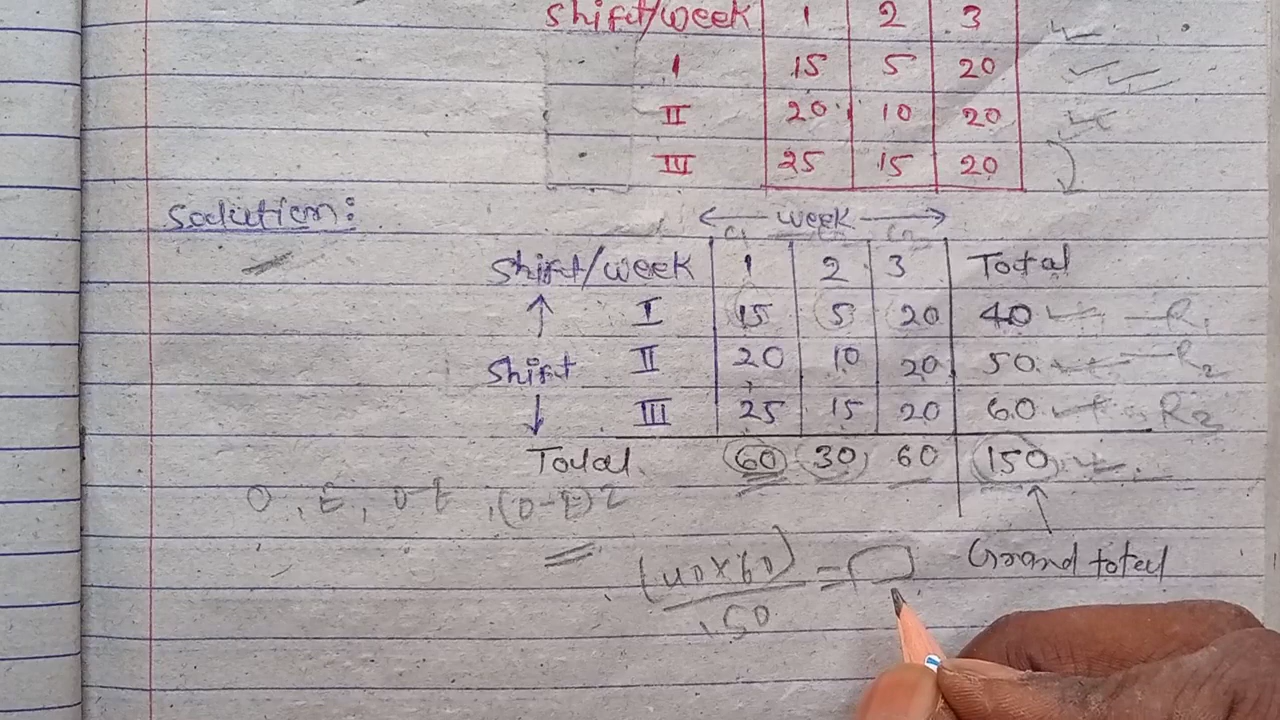 Shift/week 1 2 3
I 15 5 20
II 20 10 20
III 25 15 20
Solution:
← week →
Shift/week 1 2 3 Total
↑ I 15 5 20 40 — R1
Shift II 20 10 20 50 — R2
↓ III 25 15 20 60 R2
Total 60 30 60 150
O, E, O-E, (O-E)2
(40×60) =
150
Grand total